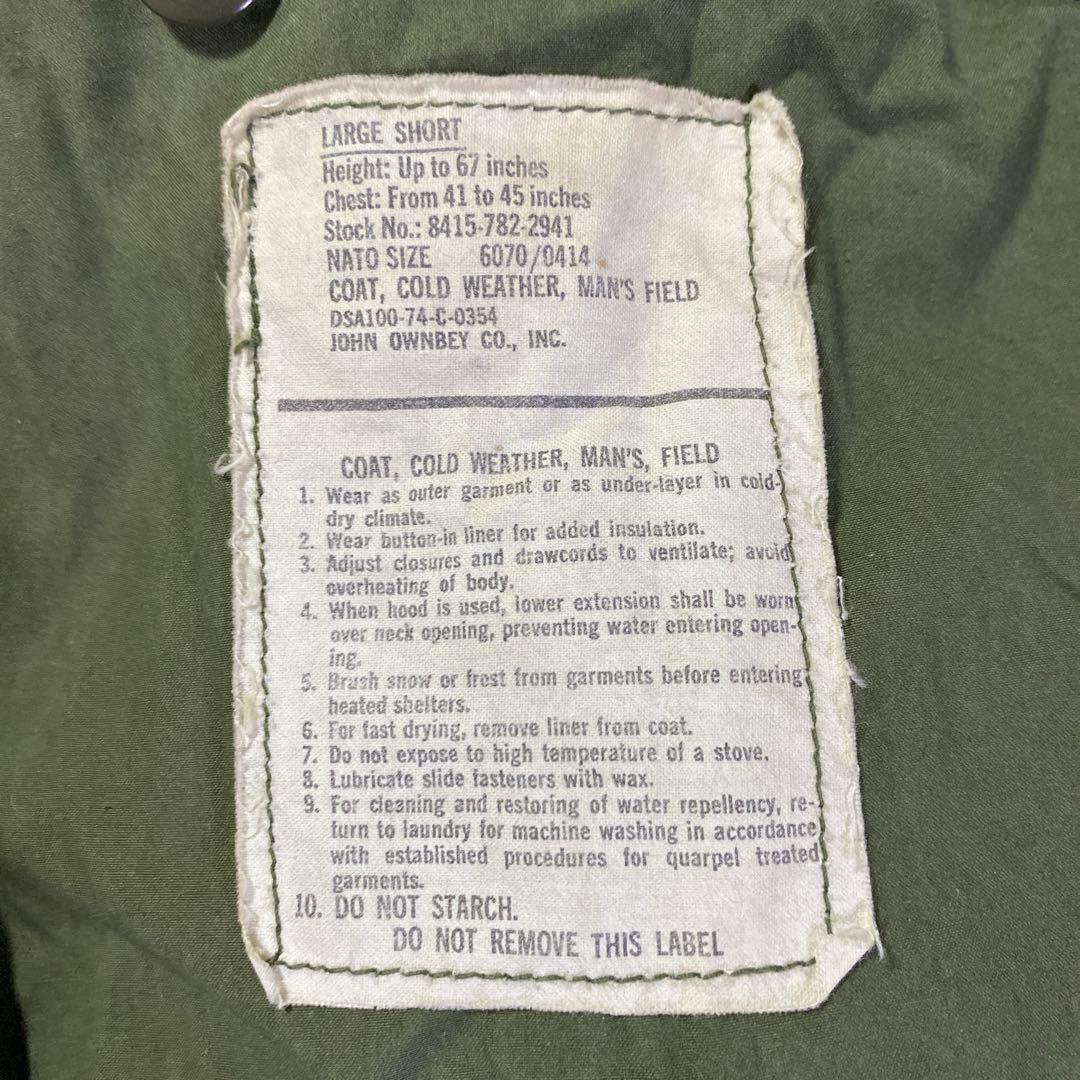 LARGE SHORT
Height: Up to 67 inches
Chest: From 41 to 45 inches
Stock No.: 8415-782-2941
NATO SIZE 6070/0414
COAT, COLD WEATHER, MAN'S FIELD
DSA100-74-C-0354
JOHN OWNBEY CO., INC.
COAT, COLD WEATHER, MAN'S, FIELD
1. Wear as outer garment or as under-layer in cold-
dry climate.
2. Wear button-in liner for added insulation.
3. Adjust closures and drawcords to ventilate; avoid
overheating of body.
4. When hood is used, lower extension shall be worn
over neck opening, preventing water entering open-
ing.
5. Brush snow or frost from garments before entering
heated shelters.
6. For fast drying, remove liner from coat.
7. Do not expose to high temperature of a stove.
8. Lubricate slide fasteners with wax.
9. For cleaning and restoring of water repellency, re-
turn to laundry for machine washing in accordance
with established procedures for quarpel treated
garments.
10. DO NOT STARCH.
DO NOT REMOVE THIS LABEL